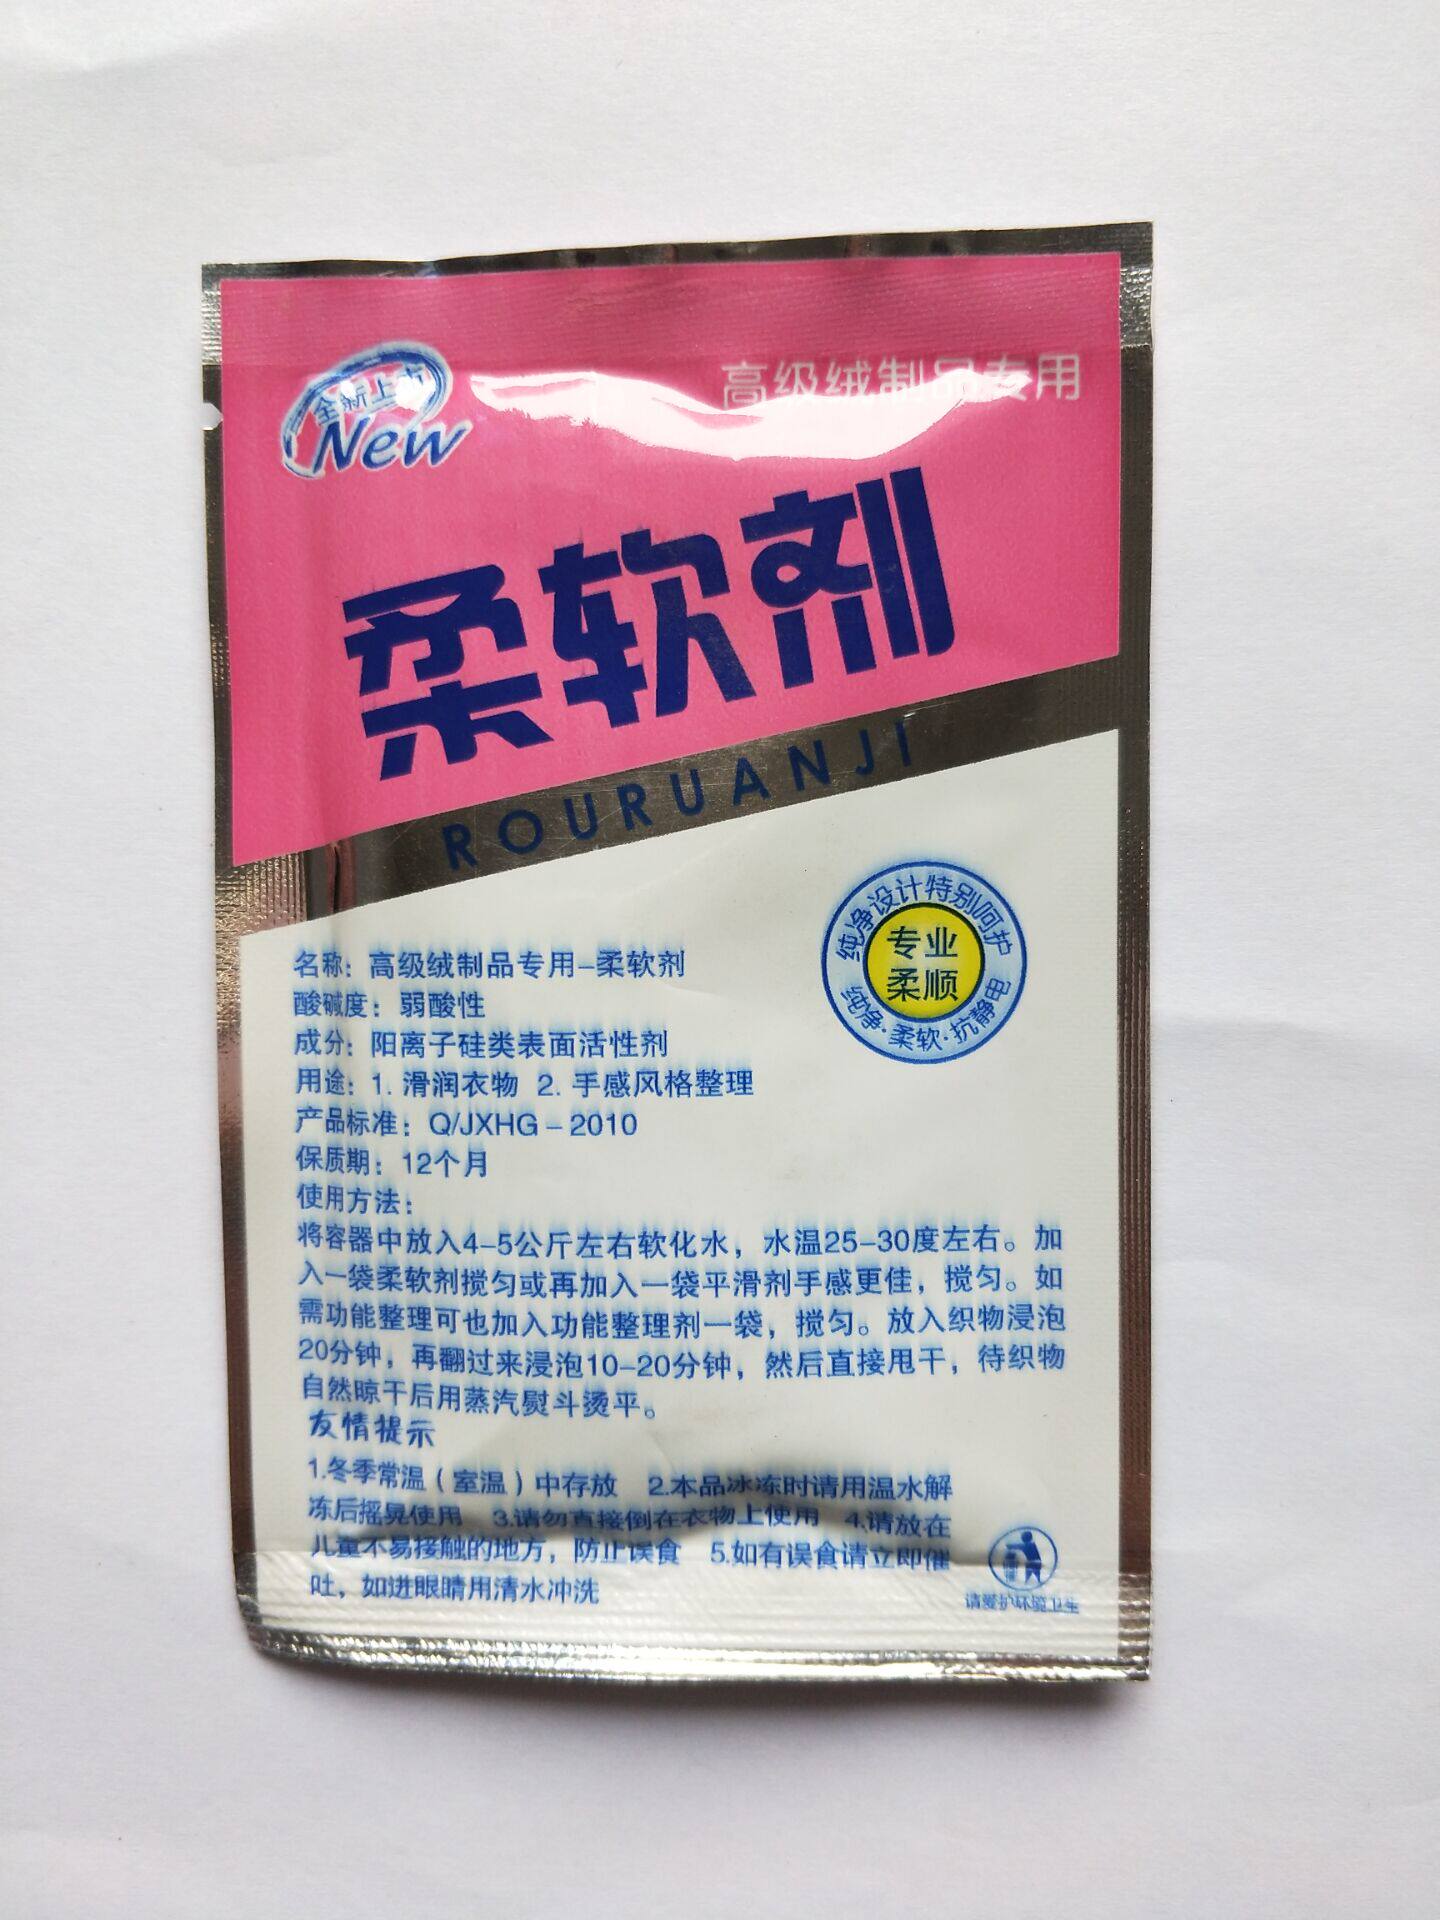 全新上市
New
高级绒制品专用
柔软剂
ROURUANJI
纯净设计特别呵护
专业
柔顺
纯净·柔软·抗静电
名称：高级绒制品专用-柔软剂
酸碱度：弱酸性
成分：阳离子硅类表面活性剂
用途：1. 滑润衣物 2. 手感风格整理
产品标准：Q/JXHG-2010
保质期：12个月
使用方法：
将容器中放入4-5公斤左右软化水，水温25-30度左右。加
入一袋柔软剂搅匀或再加入一袋平滑剂手感更佳，搅匀。如
需功能整理可也加入功能整理剂一袋，搅匀。放入织物浸泡
20分钟，再翻过来浸泡10-20分钟，然后直接甩干，待织物
自然晾干后用蒸汽熨斗烫平。
友情提示
1.冬季常温（室温）中存放 2.本品冰冻时请用温水解
冻后摇晃使用 3.请勿直接倒在衣物上使用 4.请放在
儿童不易接触的地方，防止误食 5.如有误食请立即催
吐，如进眼睛用清水冲洗
请爱护环境卫生